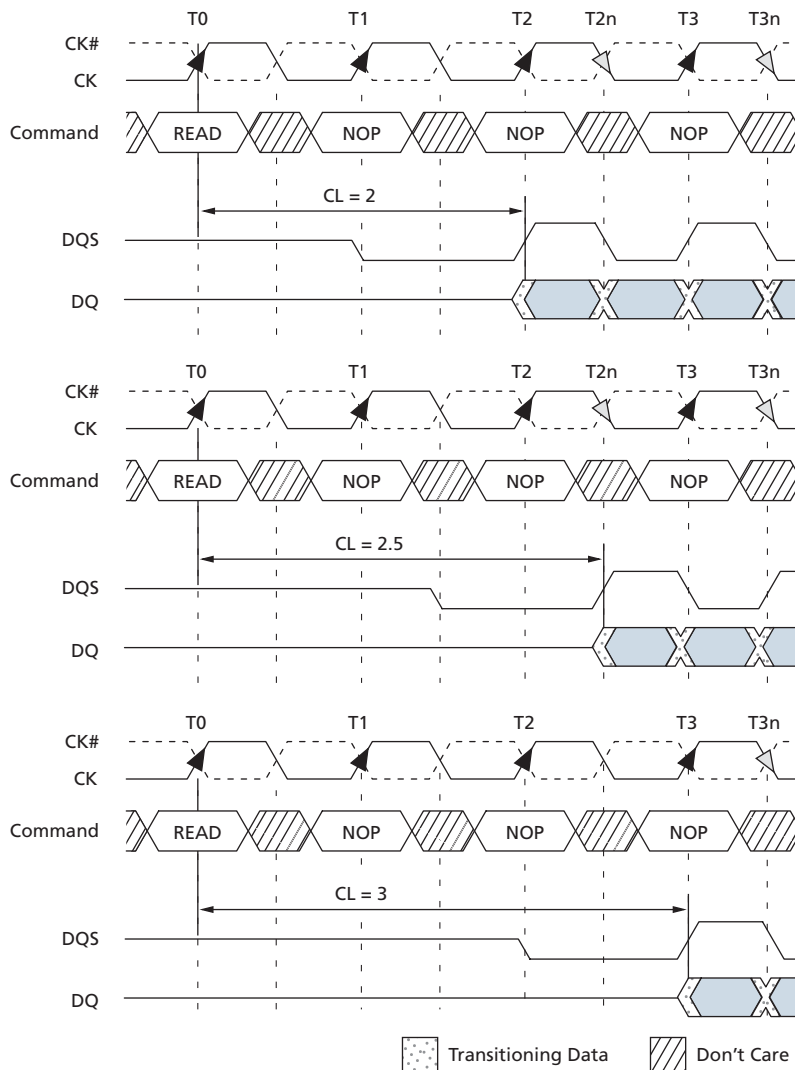 T0 T1 T2 T2n T3 T3n
CK#
CK
Command READ NOP NOP NOP
CL = 2
DQS
DQ
T0 T1 T2 T2n T3 T3n
CK#
CK
Command READ NOP NOP NOP
CL = 2.5
DQS
DQ
T0 T1 T2 T3 T3n
CK#
CK
Command READ NOP NOP NOP
CL = 3
DQS
DQ
Transitioning Data Don't Care